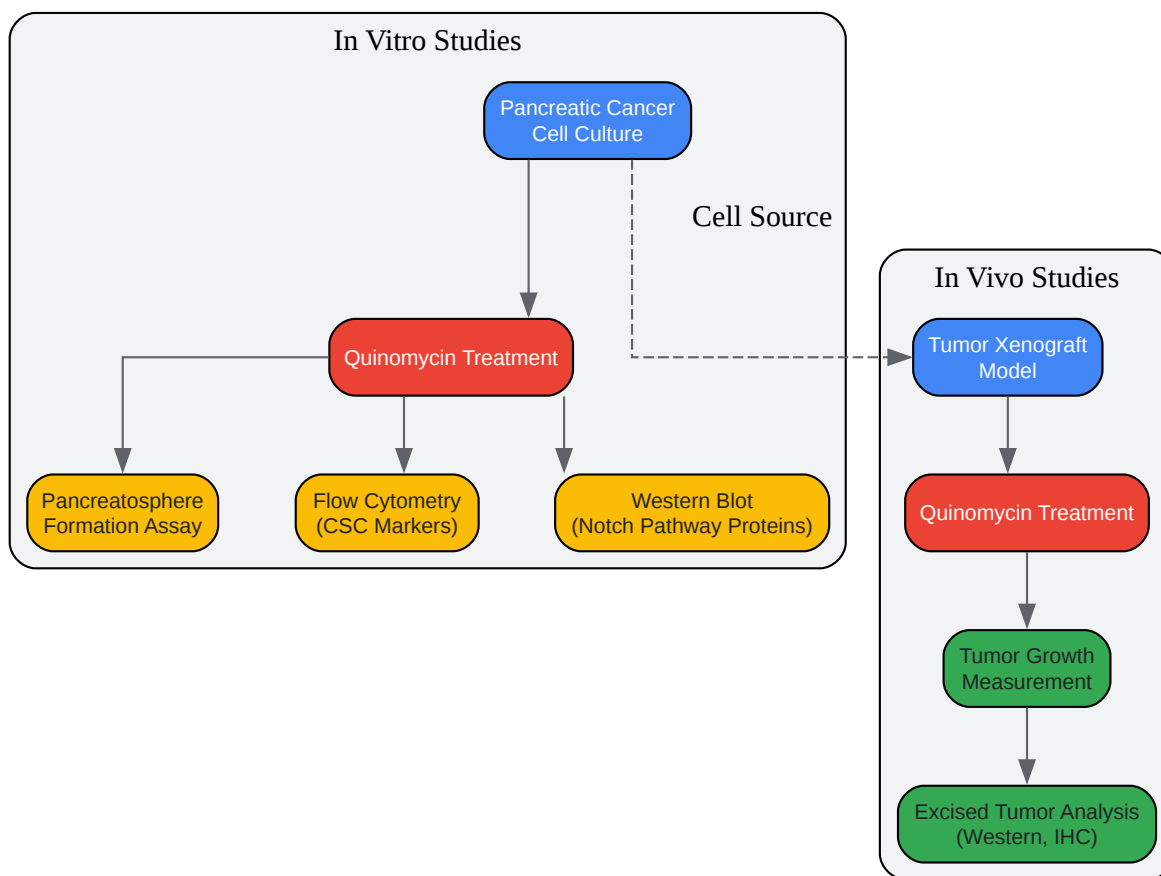 In Vitro Studies
Pancreatic Cancer
Cell Culture
Cell Source
Quinomycin Treatment
Pancreatosphere
Formation Assay
Flow Cytometry
(CSC Markers)
Western Blot
(Notch Pathway Proteins)
In Vivo Studies
Tumor Xenograft
Model
Quinomycin Treatment
Tumor Growth
Measurement
Excised Tumor Analysis
(Western, IHC)